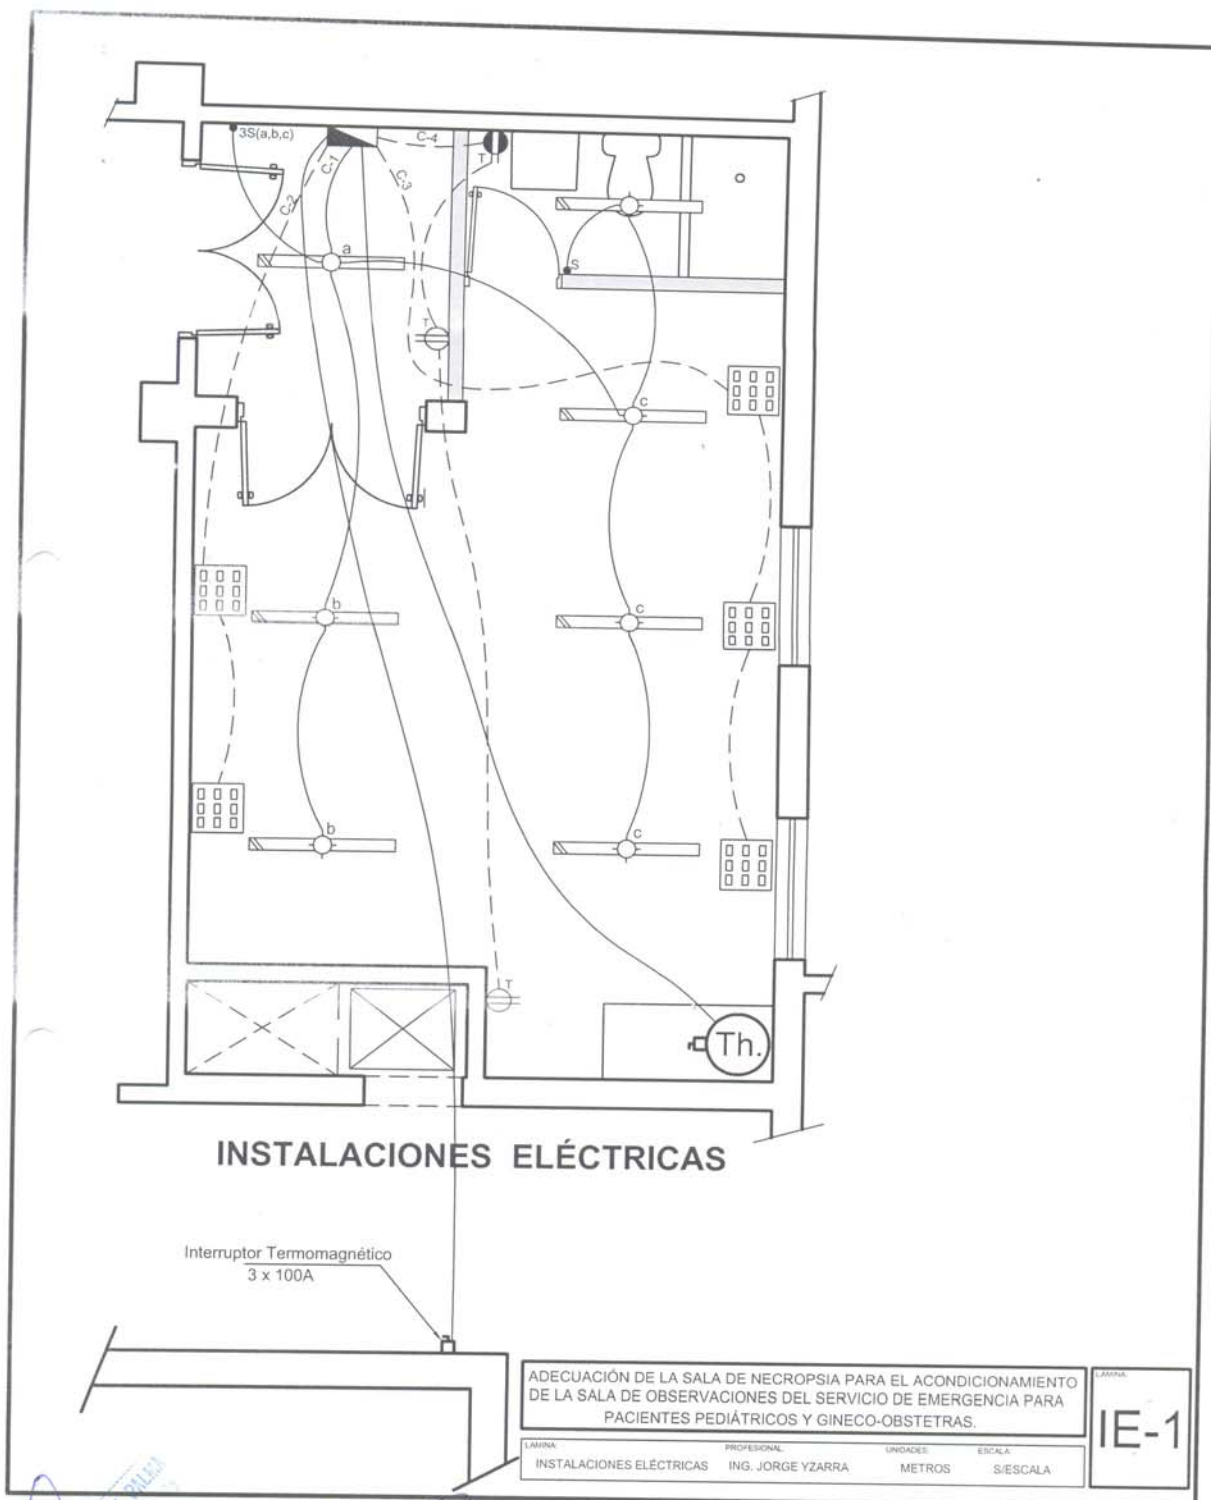 3S(a,b,c)
C-4
T
C-1
C-3
C-2
a
S
T
c
b
c
b
c
T
Th.
INSTALACIONES ELÉCTRICAS
Interruptor Termomagnético
3 x 100A
ADECUACIÓN DE LA SALA DE NECROPSIA PARA EL ACONDICIONAMIENTO
DE LA SALA DE OBSERVACIONES DEL SERVICIO DE EMERGENCIA PARA
PACIENTES PEDIÁTRICOS Y GINECO-OBSTETRAS.
LAMINA:
IE-1
LAMINA: PROFESIONAL: UNIDADES: ESCALA:
INSTALACIONES ELÉCTRICAS ING. JORGE YZARRA METROS S/ESCALA
PALMA